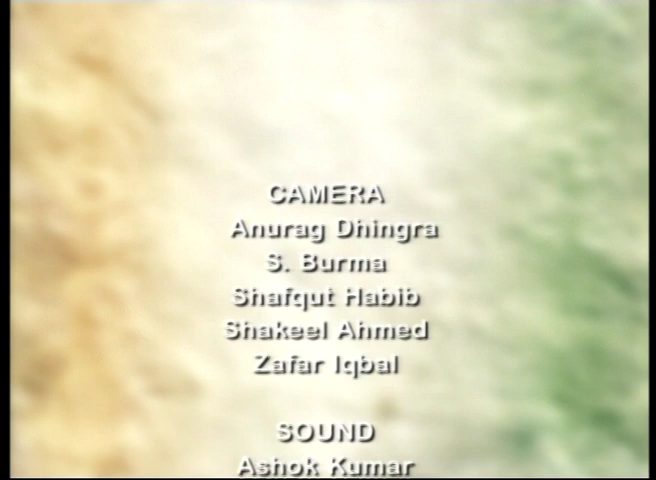 CAMERA
Anurag Dhingra
S. Burma
Shafqut Habib
Shakeel Ahmed
Zafar Iqbal
SOUND
Ashok Kumar